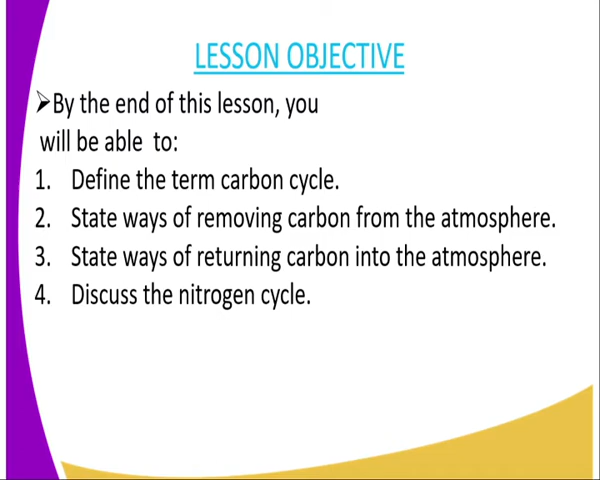 LESSON OBJECTIVE
➢By the end of this lesson, you
will be able to:
1. Define the term carbon cycle.
2. State ways of removing carbon from the atmosphere.
3. State ways of returning carbon into the atmosphere.
4. Discuss the nitrogen cycle.